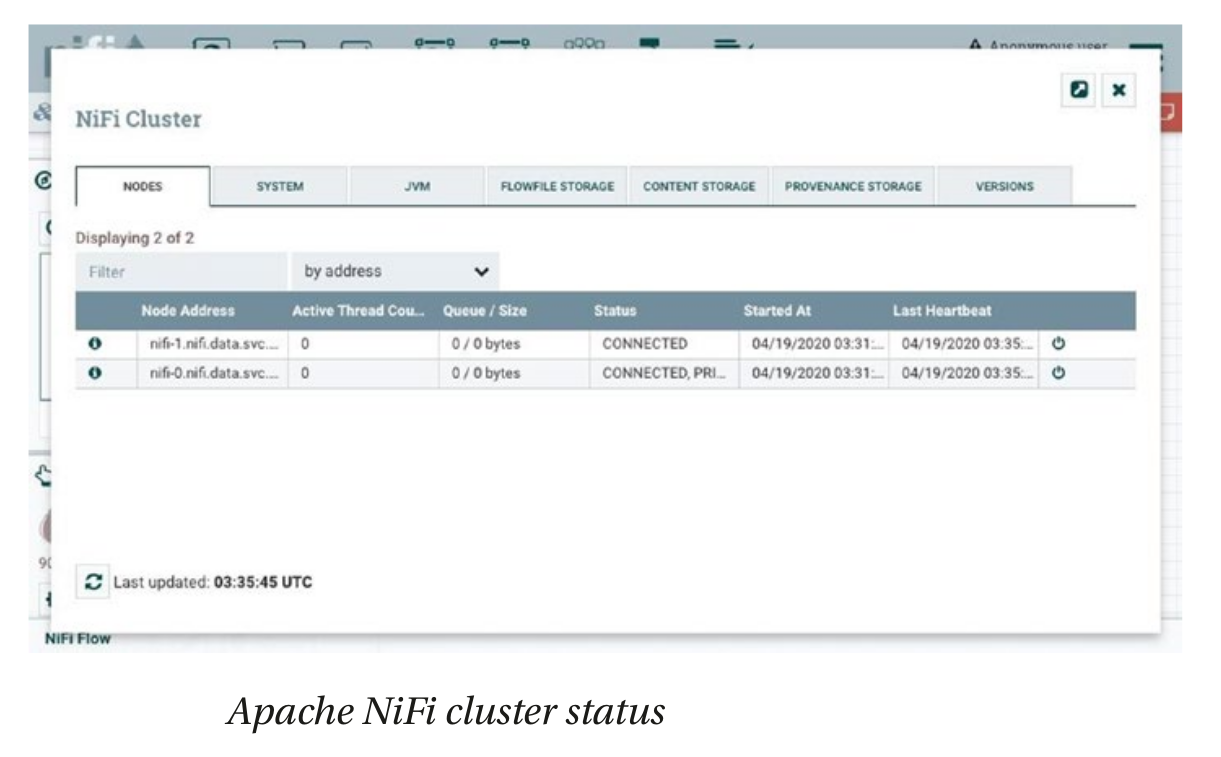 nifi
Anonymous user
NiFi Cluster
NODES SYSTEM JVM FLOWFILE STORAGE CONTENT STORAGE PROVENANCE STORAGE VERSIONS
Displaying 2 of 2
Filter by address
Node Address Active Thread Cou... Queue / Size Status Started At Last Heartbeat
nifi-1.nifi.data.svc.... 0 0 / 0 bytes CONNECTED 04/19/2020 03:31:... 04/19/2020 03:35:...
nifi-0.nifi.data.svc.... 0 0 / 0 bytes CONNECTED, PRI... 04/19/2020 03:31:... 04/19/2020 03:35:...
Last updated: 03:35:45 UTC
NiFi Flow
Apache NiFi cluster status